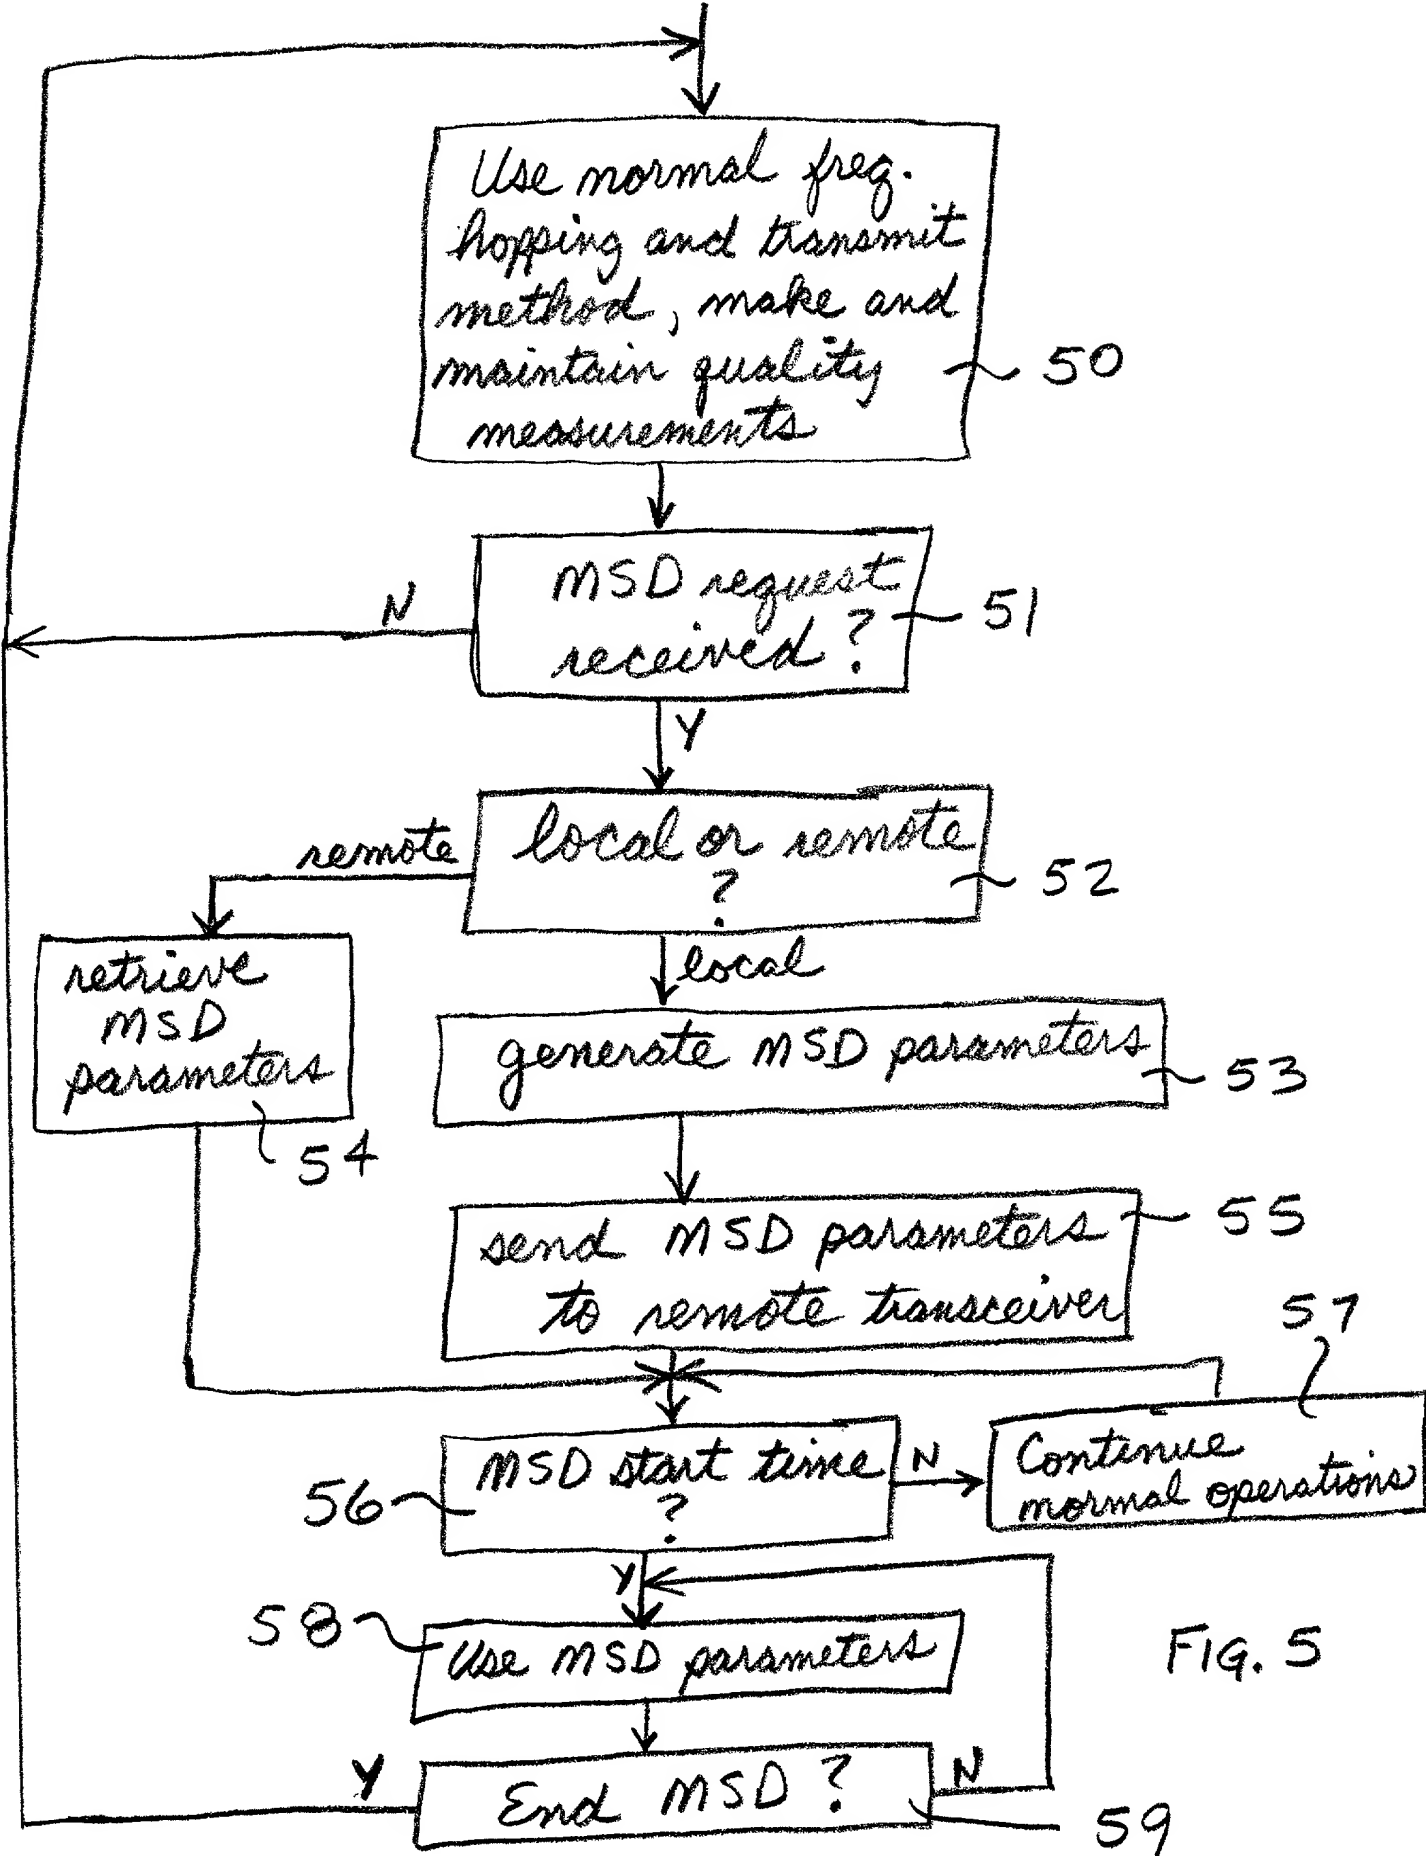 Use normal freq.
hopping and transmit
method, make and
maintain quality
measurements
50
MSD request
received ?
51
N
Y
local or remote
?
52
remote
local
retrieve
MSD
parameters
54
generate MSD parameters
53
send MSD parameters
to remote transceiver
55
57
MSD start time
?
56
N
Continue
normal operations
Y
58
Use MSD parameters
FIG. 5
End MSD ?
Y
N
59